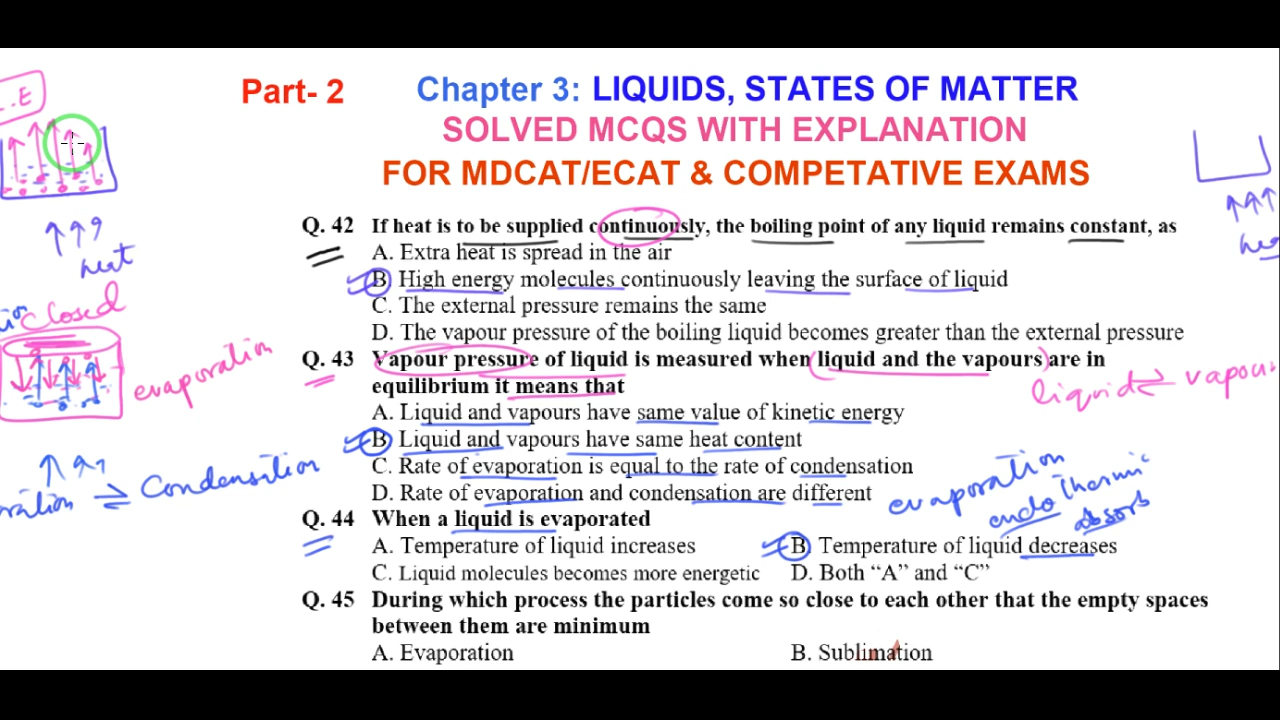 Part- 2
Chapter 3: LIQUIDS, STATES OF MATTER
SOLVED MCQS WITH EXPLANATION
FOR MDCAT/ECAT & COMPETATIVE EXAMS
Q. 42 If heat is to be supplied continuously, the boiling point of any liquid remains constant, as
A. Extra heat is spread in the air
B. High energy molecules continuously leaving the surface of liquid
C. The external pressure remains the same
D. The vapour pressure of the boiling liquid becomes greater than the external pressure
Q. 43 Vapour pressure of liquid is measured when liquid and the vapours are in
equilibrium it means that
A. Liquid and vapours have same value of kinetic energy
B. Liquid and vapours have same heat content
C. Rate of evaporation is equal to the rate of condensation
D. Rate of evaporation and condensation are different
Q. 44 When a liquid is evaporated
A. Temperature of liquid increases B. Temperature of liquid decreases
C. Liquid molecules becomes more energetic D. Both “A” and “C”
Q. 45 During which process the particles come so close to each other that the empty spaces
between them are minimum
A. Evaporation B. Sublimation
heat
closed
evaporation
⇌ Condensition
liquid ⇌ vapour
evaporation
endo thermic
absorb